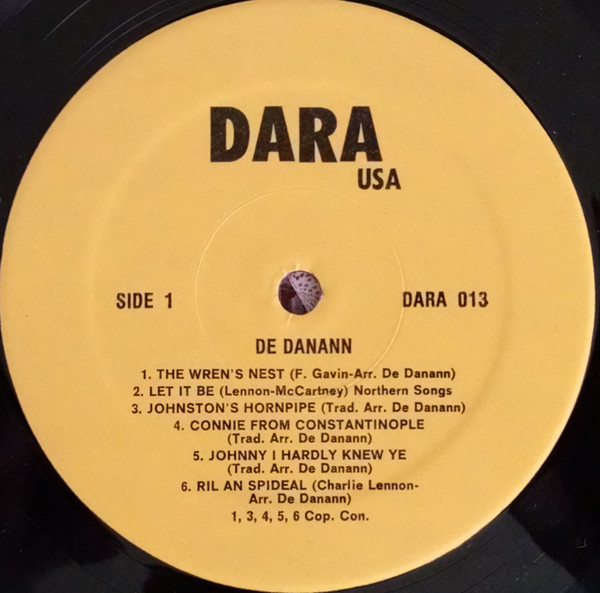 DARA
USA
SIDE 1 DARA 013
DE DANANN
1. THE WREN'S NEST (F. Gavin-Arr. De Danann)
2. LET IT BE (Lennon-McCartney) Northern Songs
3. JOHNSTON'S HORNPIPE (Trad. Arr. De Danann)
4. CONNIE FROM CONSTANTINOPLE
(Trad. Arr. De Danann)
5. JOHNNY I HARDLY KNEW YE
(Trad. Arr. De Danann)
6. RIL AN SPIDEAL (Charlie Lennon-
Arr. De Danann)
1, 3, 4, 5, 6 Cop. Con.